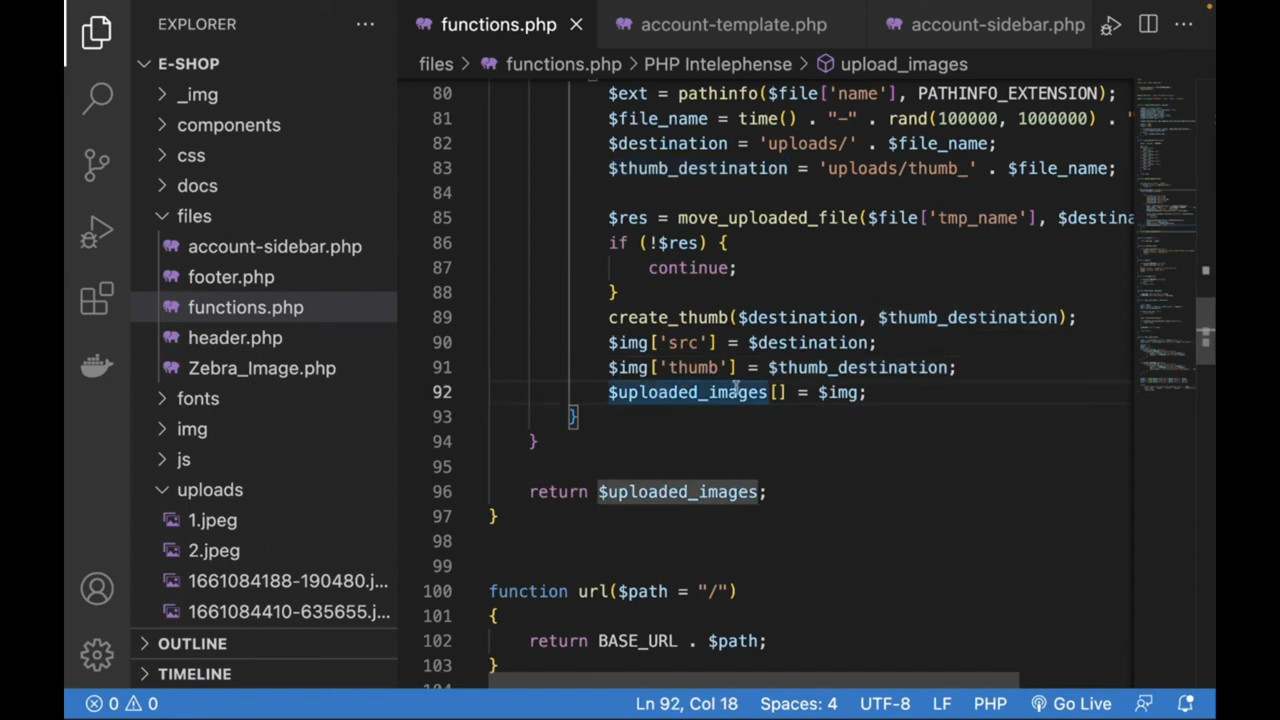 EXPLORER
E-SHOP
_img
components
css
docs
files
account-sidebar.php
footer.php
functions.php
header.php
Zebra_Image.php
fonts
img
js
uploads
1.jpeg
2.jpeg
1661084188-190480.j...
1661084410-635655.j...
OUTLINE
TIMELINE
functions.php
account-template.php
account-sidebar.php
files > functions.php > PHP Intelephense > upload_images
80 $ext = pathinfo($file['name'], PATHINFO_EXTENSION);
81 $file_name = time() . "-" . rand(100000, 1000000) . "
82 $destination = 'uploads/' . $file_name;
83 $thumb_destination = 'uploads/thumb_' . $file_name;
84
85 $res = move_uploaded_file($file['tmp_name'], $destina
86 if (!$res) {
87 continue;
88 }
89 create_thumb($destination, $thumb_destination);
90 $img['src'] = $destination;
91 $img['thumb'] = $thumb_destination;
92 $uploaded_images[] = $img;
93 }
94 }
95
96 return $uploaded_images;
97 }
98
99
100 function url($path = "/")
101 {
102 return BASE_URL . $path;
103 }
0 0 Ln 92, Col 18 Spaces: 4 UTF-8 LF PHP Go Live